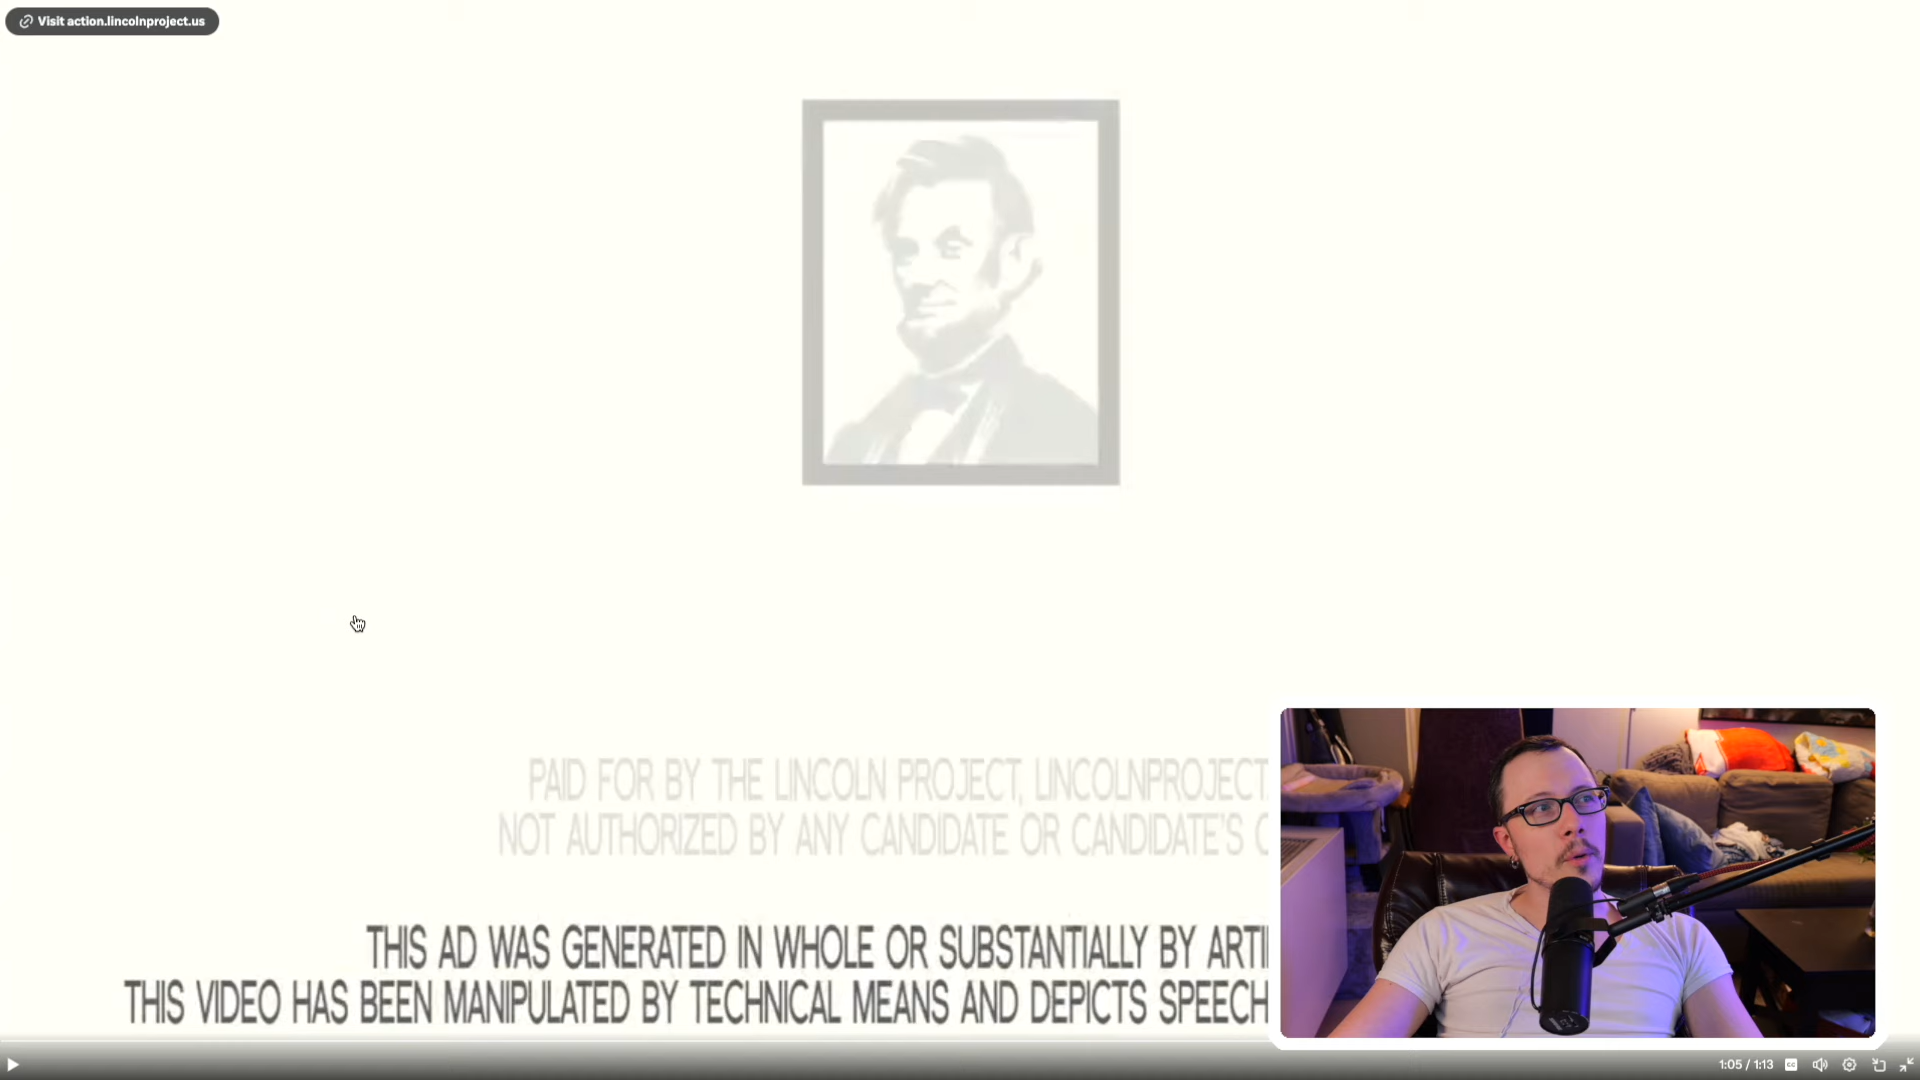 Visit action.lincolnproject.us
PAID FOR BY THE LINCOLN PROJECT, LINCOLNPROJECT.
NOT AUTHORIZED BY ANY CANDIDATE OR CANDIDATE'S
THIS AD WAS GENERATED IN WHOLE OR SUBSTANTIALLY BY
THIS VIDEO HAS BEEN MANIPULATED BY TECHNICAL MEANS AND DEPICTS SPEECH
1:05 / 1:13